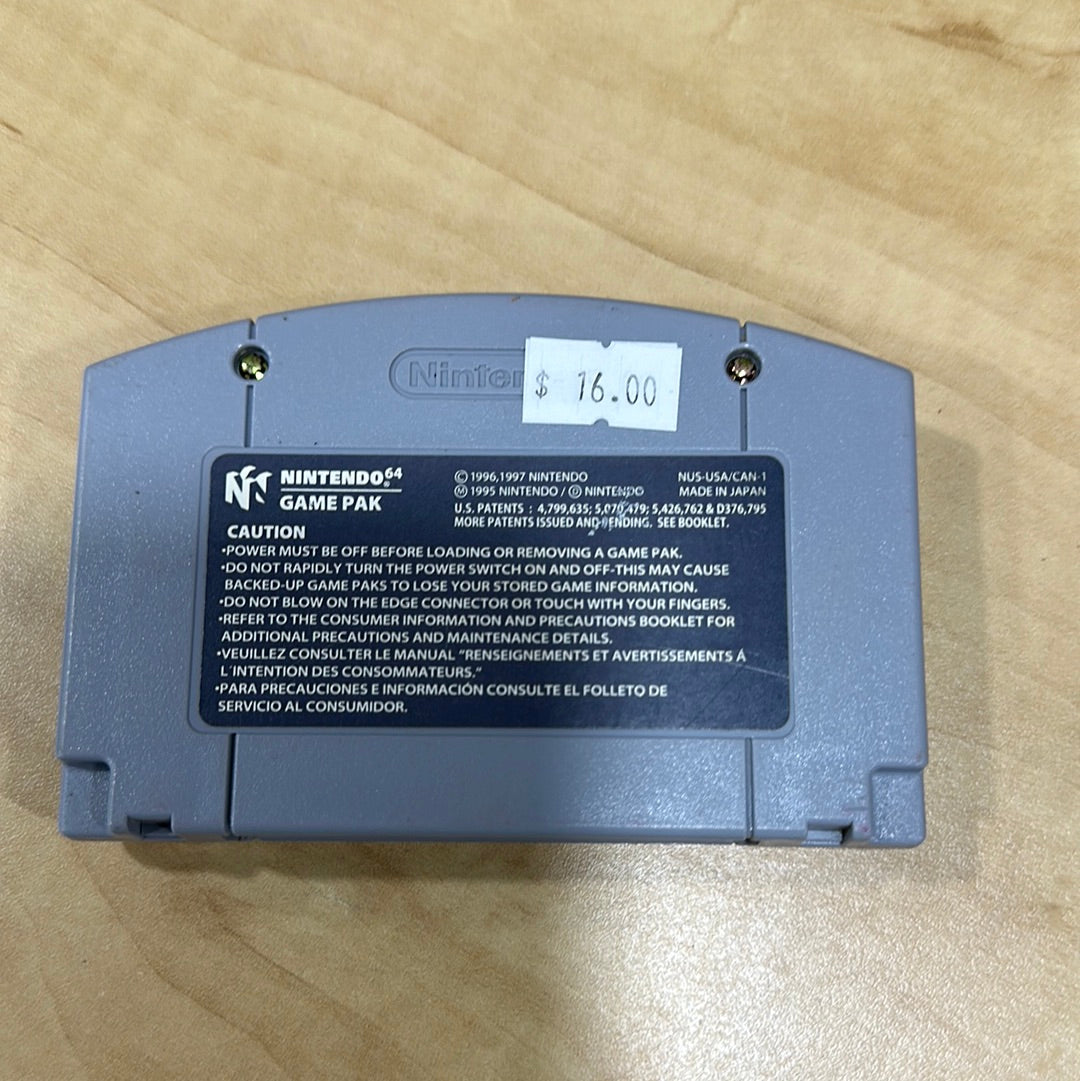 Ninten
$ 16.00
NINTENDO64®
GAME PAK
©1996,1997 NINTENDO
Ⓜ 1995 NINTENDO / Ⓟ NINTENDO
NUS-USA/CAN-1
MADE IN JAPAN
U.S. PATENTS : 4,799,635; 5,070,479; 5,426,762 & D376,795
MORE PATENTS ISSUED AND PENDING. SEE BOOKLET.
CAUTION
•POWER MUST BE OFF BEFORE LOADING OR REMOVING A GAME PAK.
•DO NOT RAPIDLY TURN THE POWER SWITCH ON AND OFF-THIS MAY CAUSE
BACKED-UP GAME PAKS TO LOSE YOUR STORED GAME INFORMATION.
•DO NOT BLOW ON THE EDGE CONNECTOR OR TOUCH WITH YOUR FINGERS.
•REFER TO THE CONSUMER INFORMATION AND PRECAUTIONS BOOKLET FOR
ADDITIONAL PRECAUTIONS AND MAINTENANCE DETAILS.
•VEUILLEZ CONSULTER LE MANUAL "RENSEIGNEMENTS ET AVERTISSEMENTS Á
L´INTENTION DES CONSOMMATEURS."
•PARA PRECAUCIONES E INFORMACIÓN CONSULTE EL FOLLETO DE
SERVICIO AL CONSUMIDOR.